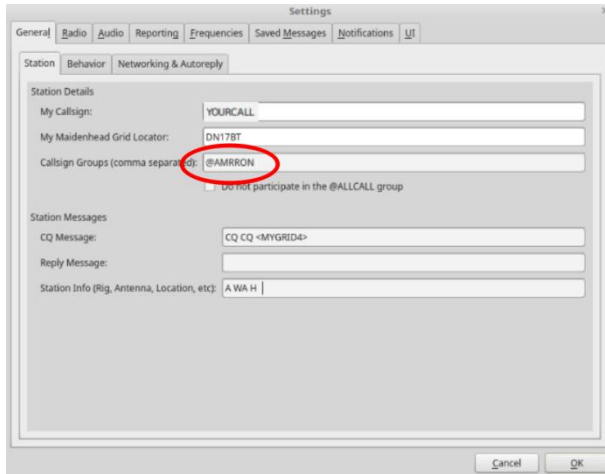 Settings
General Radio Audio Reporting Frequencies Saved Messages Notifications UI
Station Behavior Networking & Autoreply
Station Details
My Callsign: YOURCALL
My Maidenhead Grid Locator: DN17BT
Callsign Groups (comma separated): @AMRRON
Do not participate in the @ALLCALL group
Station Messages
CQ Message: CQ CQ <MYGRID4>
Reply Message:
Station Info (Rig, Antenna, Location, etc): A WA H
Cancel OK